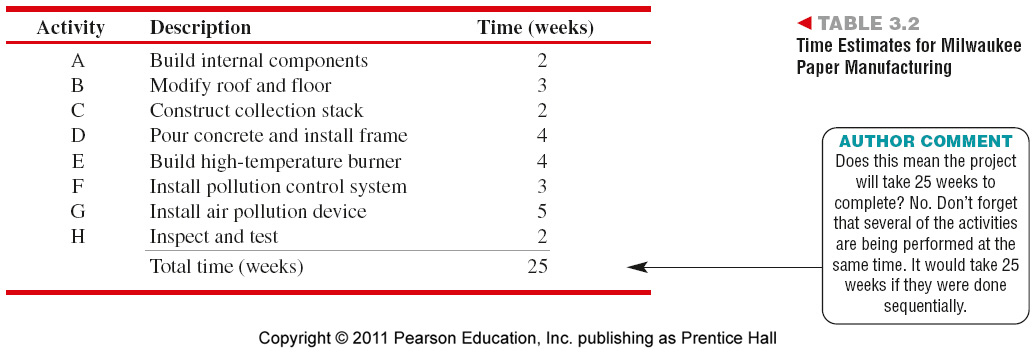 Activity Description Time (weeks)
A Build internal components 2
B Modify roof and floor 3
C Construct collection stack 2
D Pour concrete and install frame 4
E Build high-temperature burner 4
F Install pollution control system 3
G Install air pollution device 5
H Inspect and test 2
Total time (weeks) 25
◀ TABLE 3.2
Time Estimates for Milwaukee
Paper Manufacturing
AUTHOR COMMENT
Does this mean the project
will take 25 weeks to
complete? No. Don’t forget
that several of the activities
are being performed at the
same time. It would take 25
weeks if they were done
sequentially.
Copyright © 2011 Pearson Education, Inc. publishing as Prentice Hall